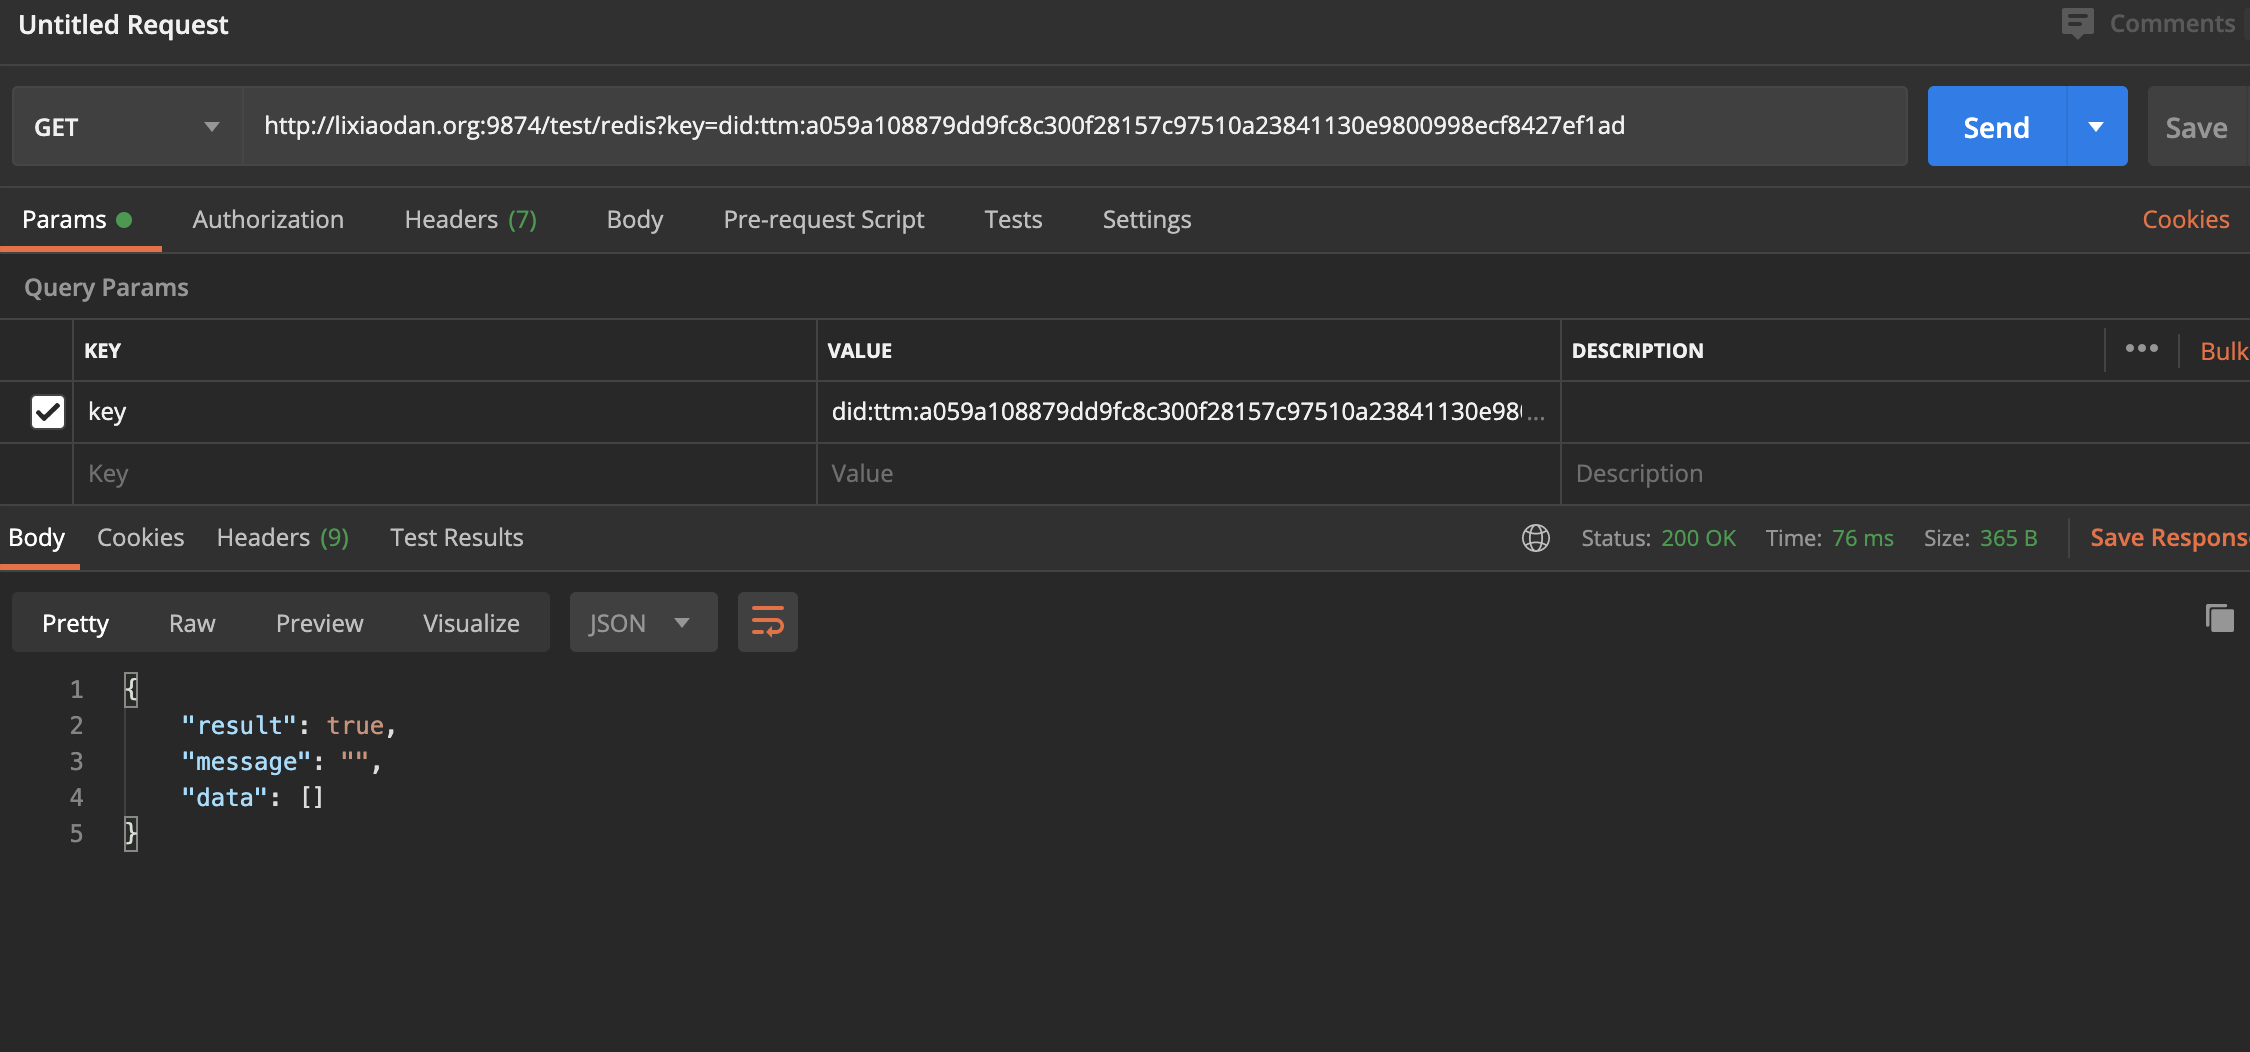 Untitled Request
Comments
GET
http://lixiaodan.org:9874/test/redis?key=did:ttm:a059a108879dd9fc8c300f28157c97510a23841130e9800998ecf8427ef1ad
Send
Save
Params
Authorization
Headers (7)
Body
Pre-request Script
Tests
Settings
Cookies
Query Params
KEY
VALUE
DESCRIPTION
Bulk
key
did:ttm:a059a108879dd9fc8c300f28157c97510a23841130e98 ...
Key
Value
Description
Body
Cookies
Headers (9)
Test Results
Status: 200 OK
Time: 76 ms
Size: 365 B
Save Respons
Pretty
Raw
Preview
Visualize
JSON
1 {
2 "result": true,
3 "message": "",
4 "data": []
5 }